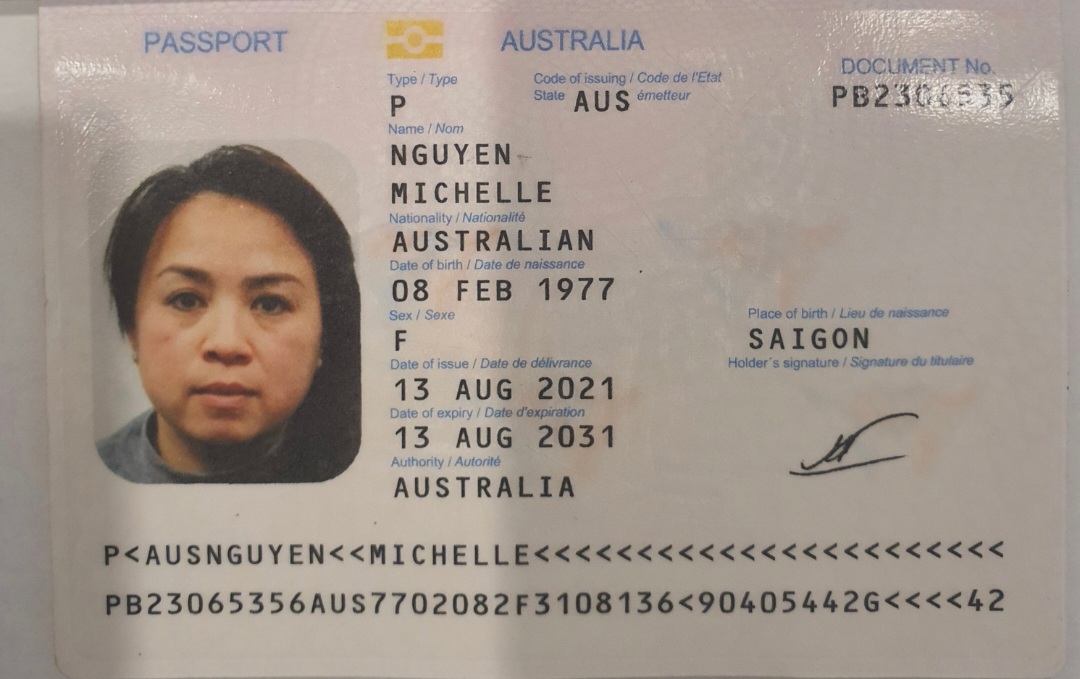 PASSPORT
AUSTRALIA
DOCUMENT No.
Type / Type
Code of issuing / Code de l'Etat
State
émetteur
P
AUS
Name / Nom
NGUYEN
MICHELLE
Nationality / Nationalité
AUSTRALIAN
Date of birth / Date de naissance
08 FEB 1977
Sex / Sexe
Place of birth / Lieu de naissance
F
SAIGON
Date of issue / Date de délivrance
Holder´s signature / Signature du titulaire
13 AUG 2021
Date of expiry / Date d'expiration
13 AUG 2031
Authority / Autorité
AUSTRALIA
P<AUSNGUYEN<<MICHELLE<<<<<<<<<<<<<<<<<<<<<<<
PB23065356AUS7702082F3108136<90405442G<<<<42